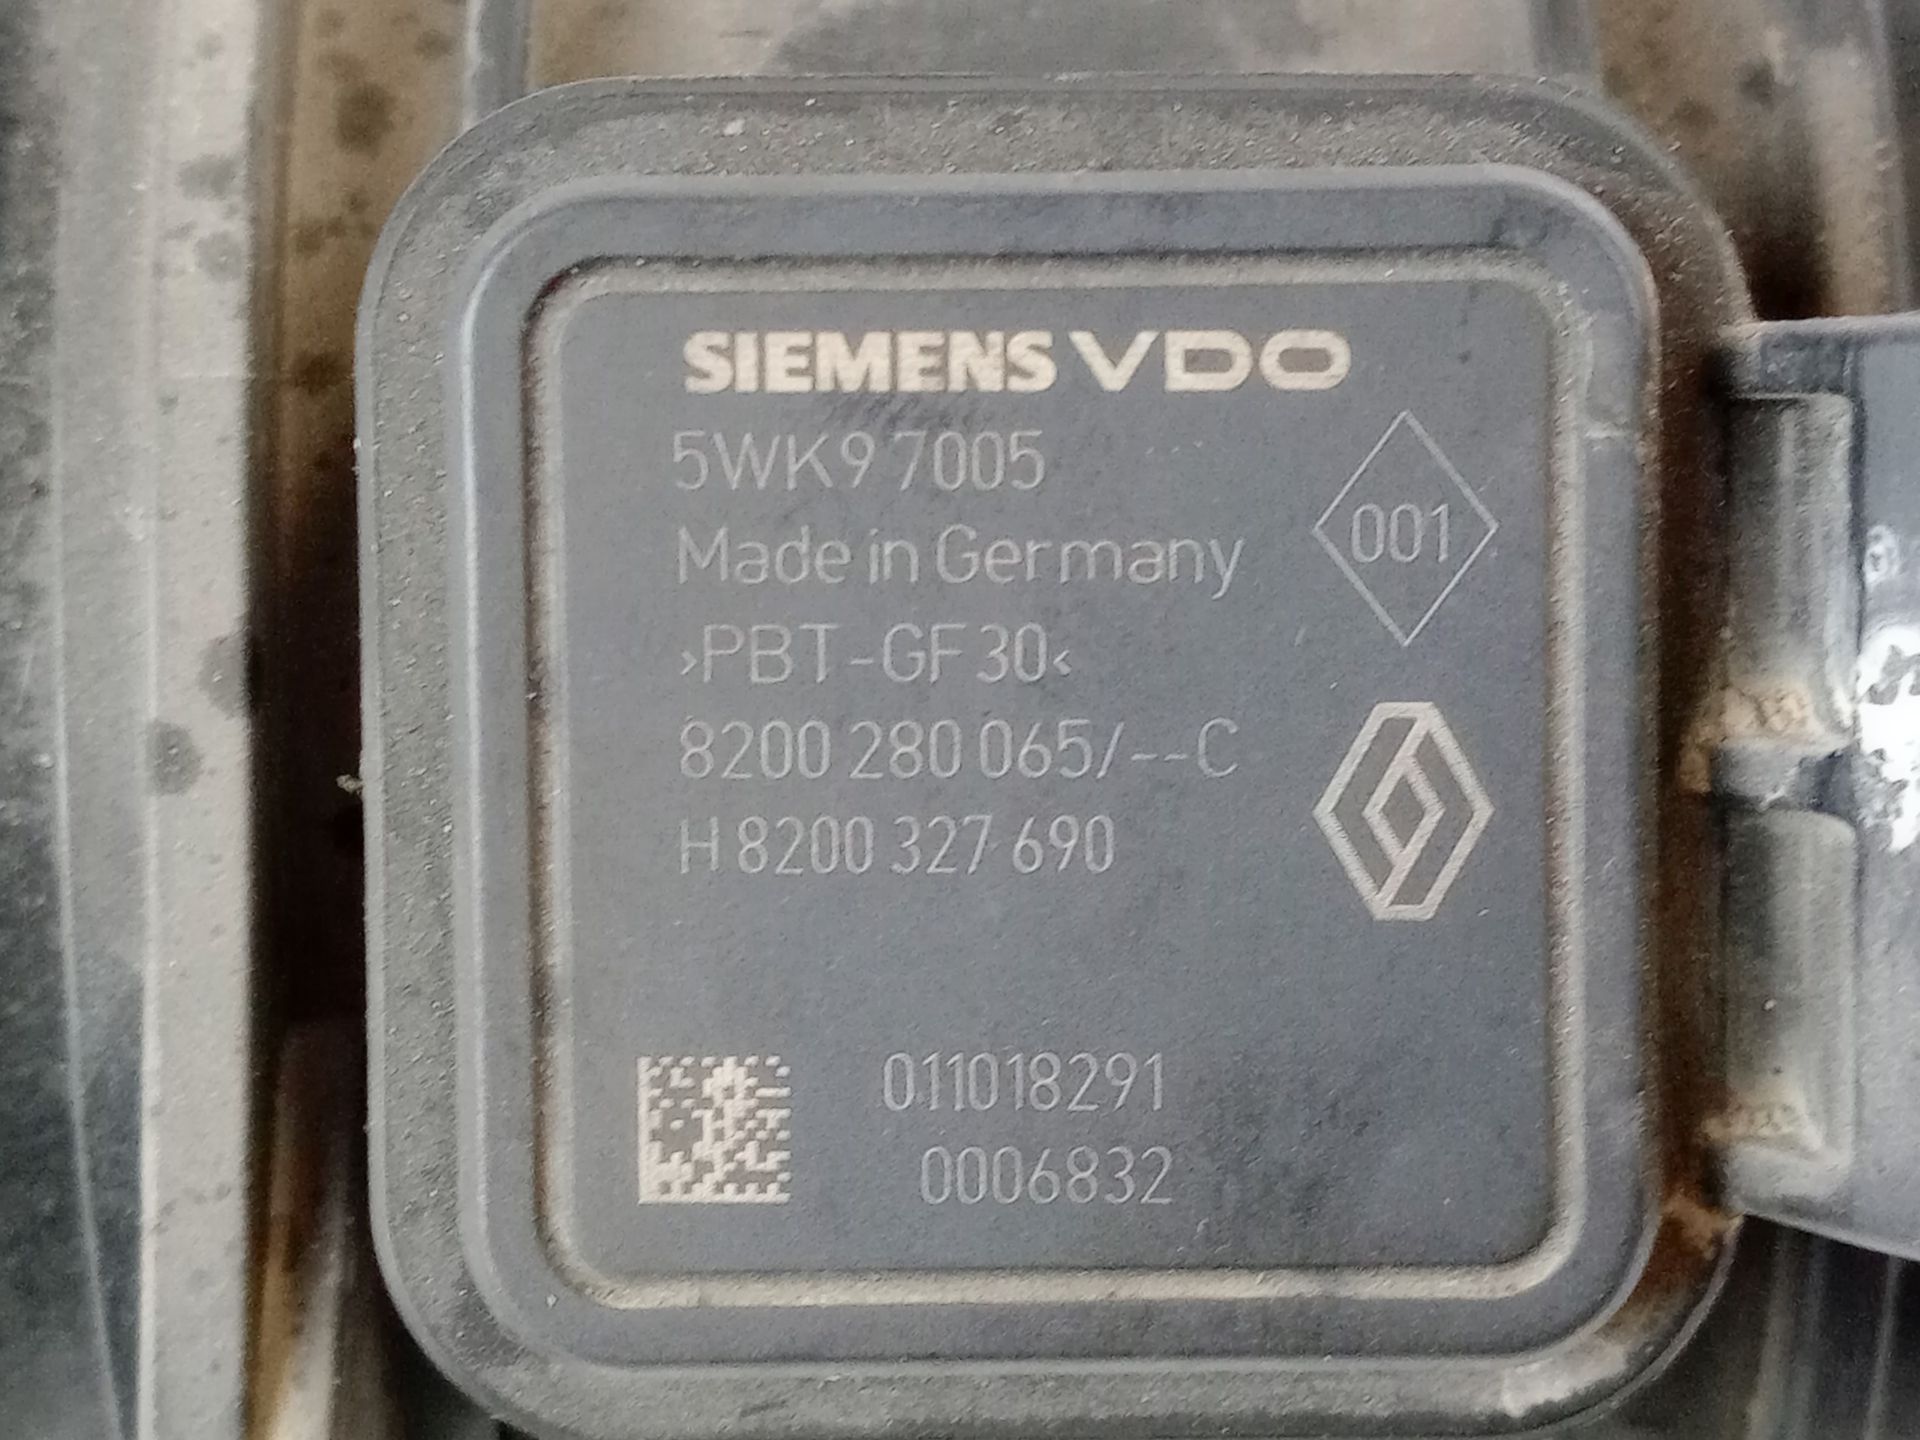 SIEMENS VDO
5WK9 7005
Made in Germany
001
>PBT-GF30<
8200 280 065/--C
H 8200 327 690
011018291
0006832